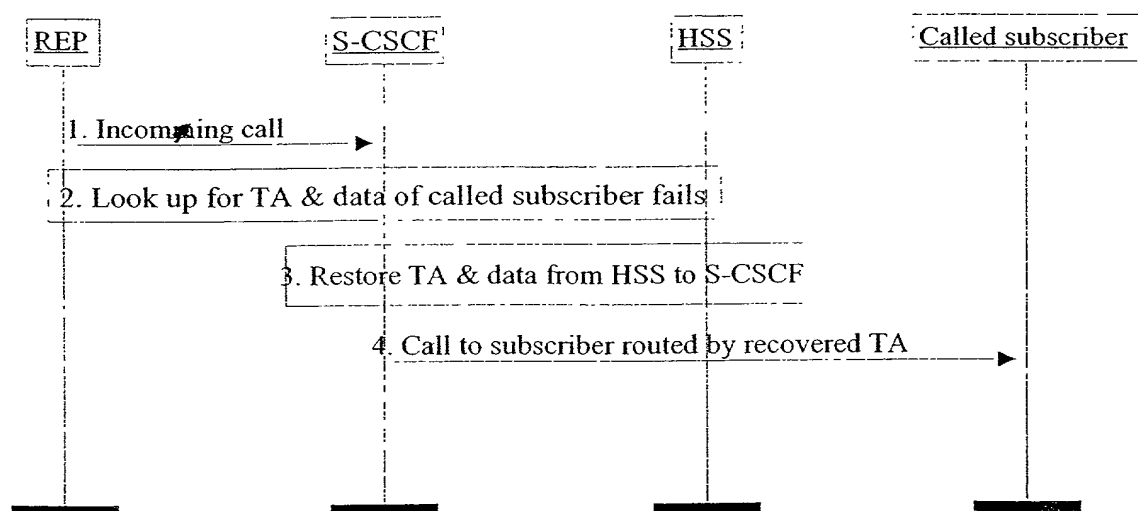 REP
S-CSCF
HSS
Called subscriber
1. Incomming call
2. Look up for TA & data of called subscriber fails
3. Restore TA & data from HSS to S-CSCF
4. Call to subscriber routed by recovered TA